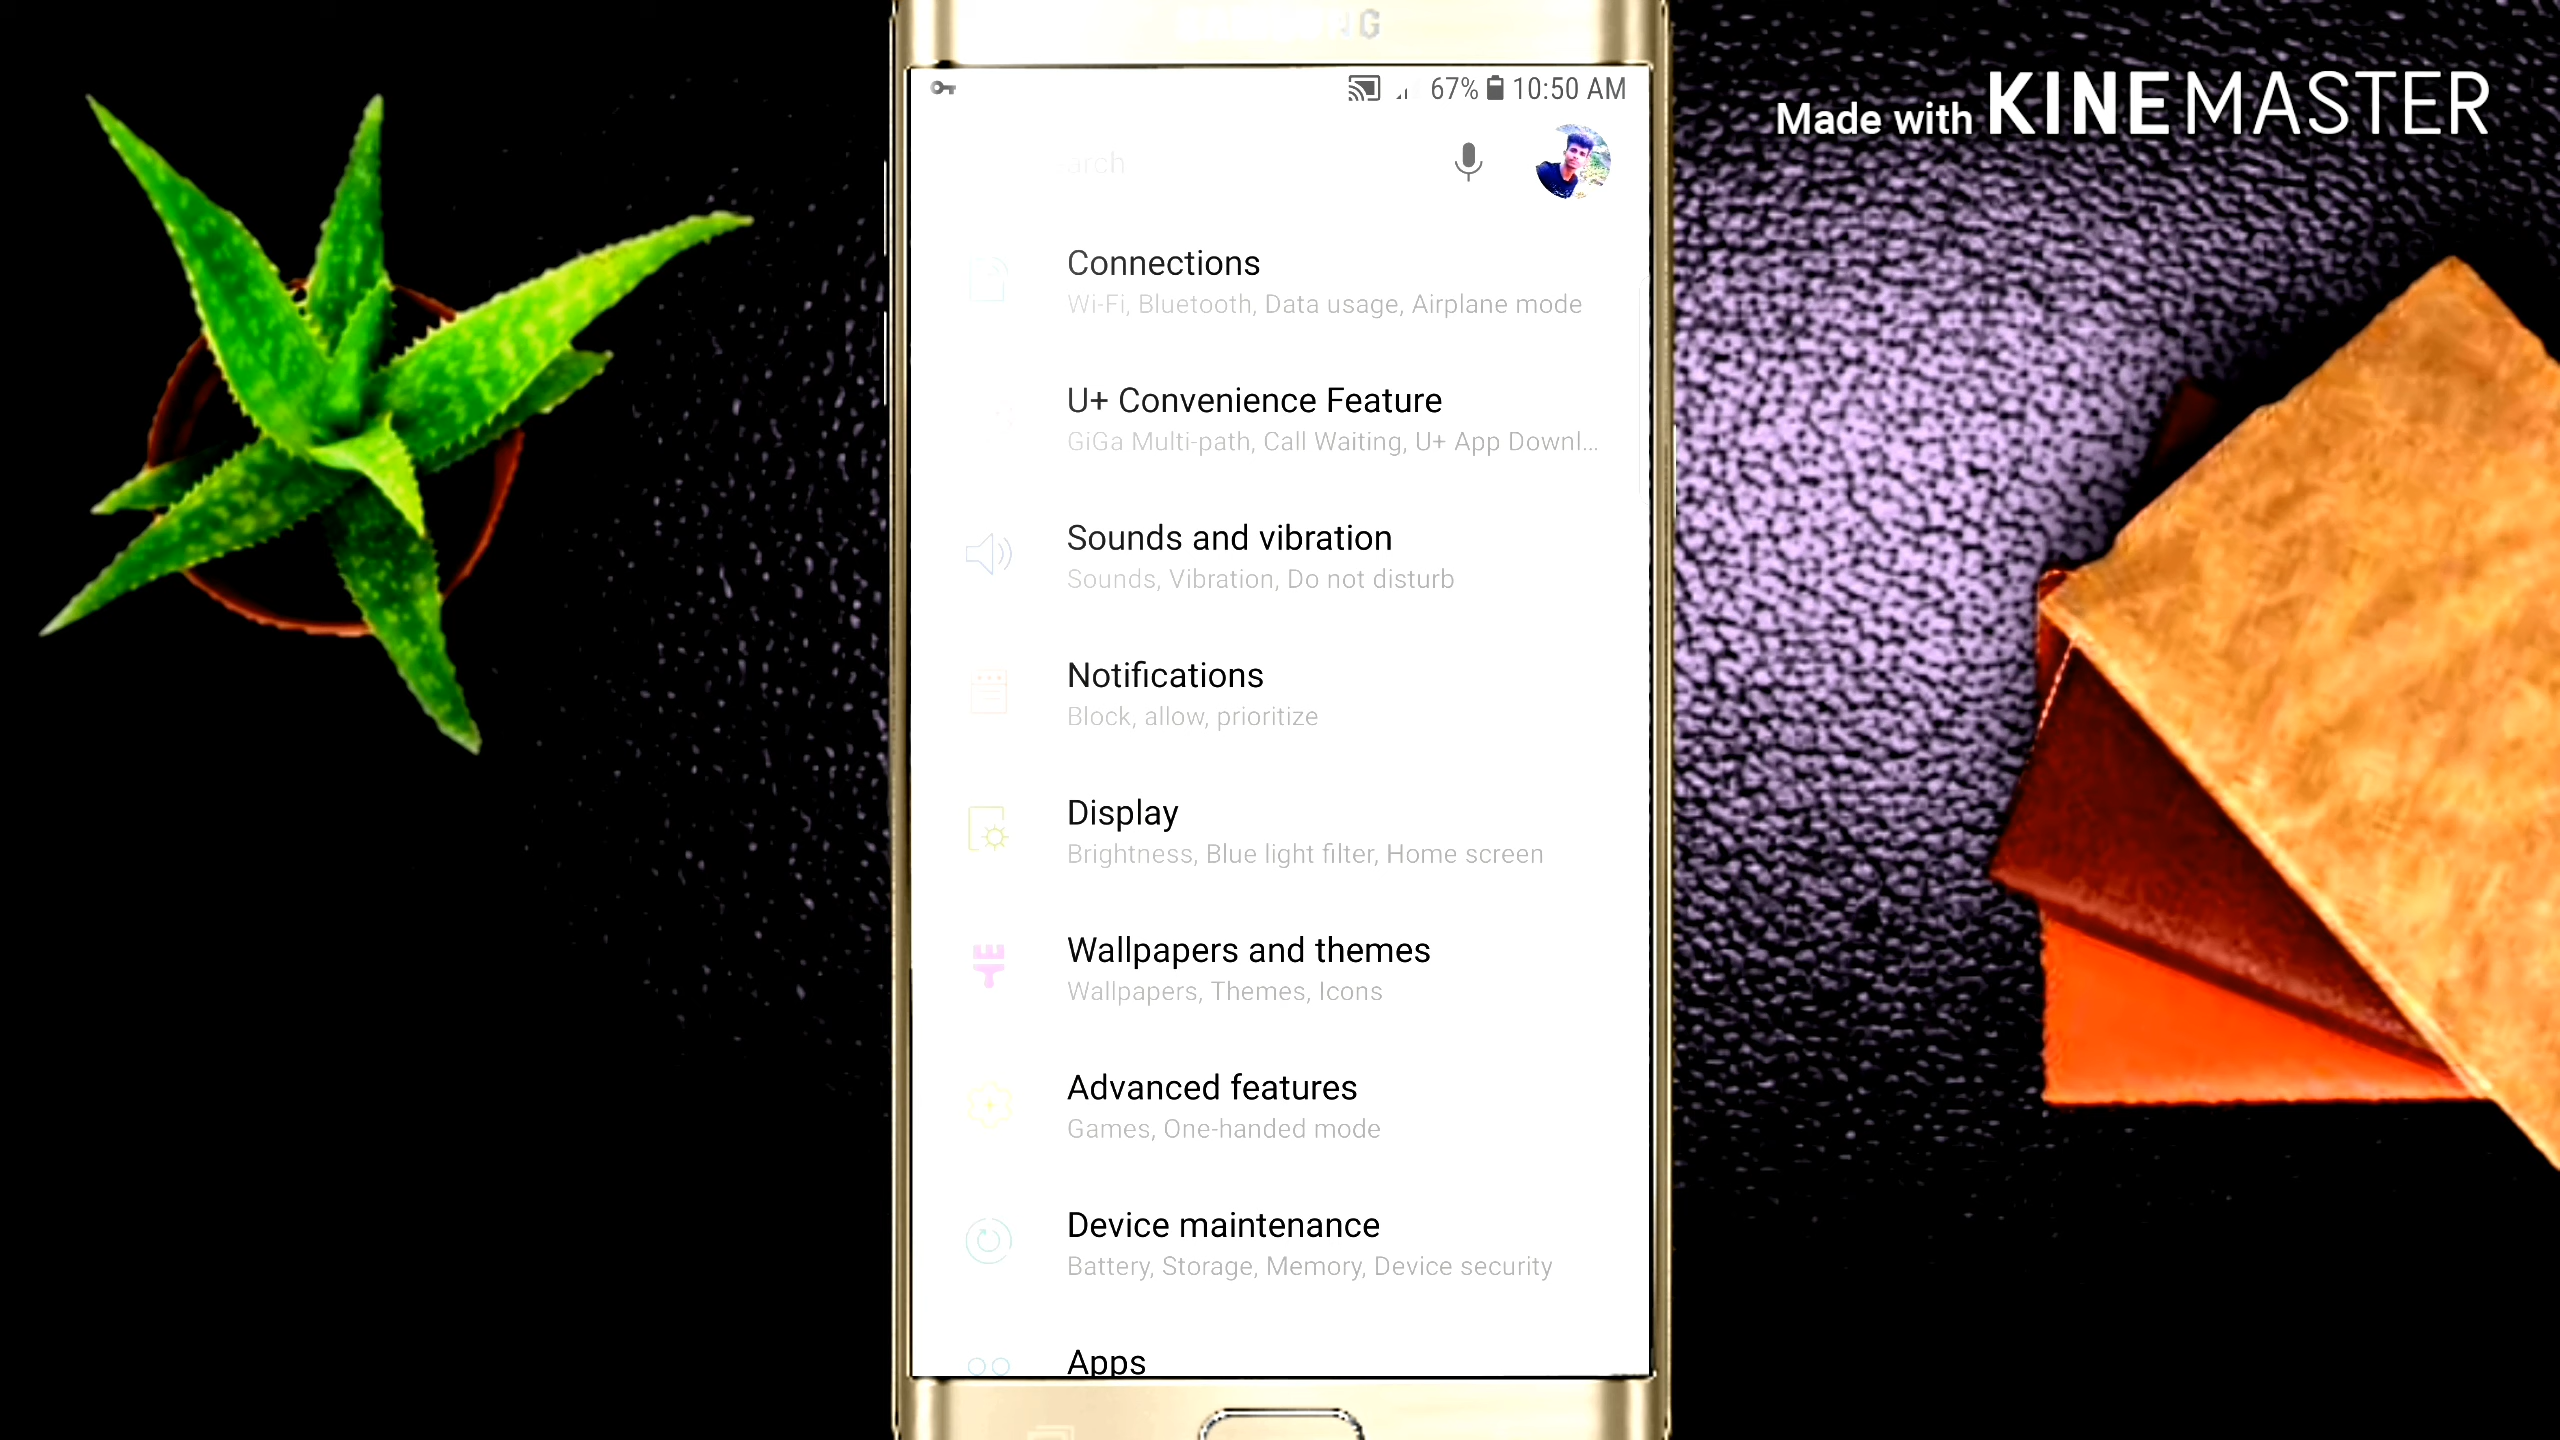 67% 10:50 AM
Made with KINEMASTER
arch
Connections
Wi-Fi, Bluetooth, Data usage, Airplane mode
U+ Convenience Feature
GiGa Multi-path, Call Waiting, U+ App Downl...
Sounds and vibration
Sounds, Vibration, Do not disturb
Notifications
Block, allow, prioritize
Display
Brightness, Blue light filter, Home screen
Wallpapers and themes
Wallpapers, Themes, Icons
Advanced features
Games, One-handed mode
Device maintenance
Battery, Storage, Memory, Device security
Apps